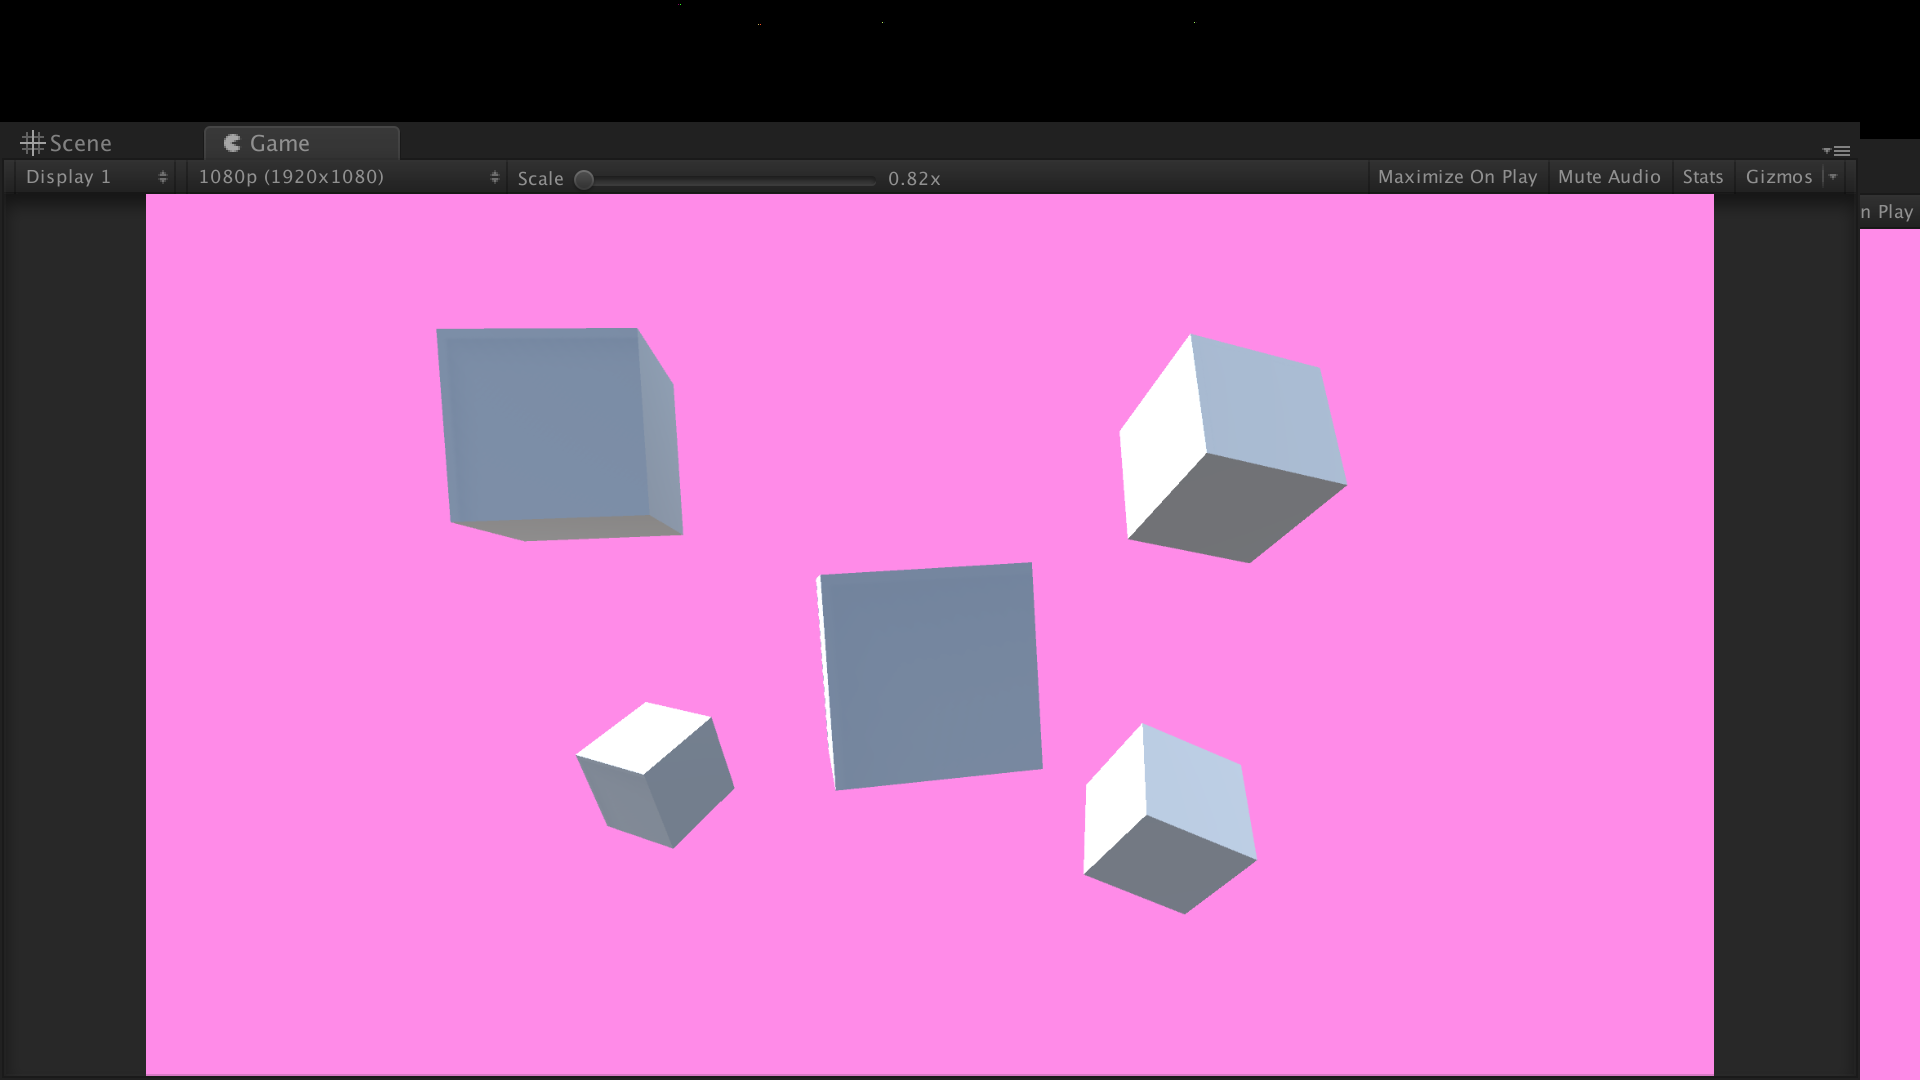 Scene
Game
Display 1
1080p (1920x1080)
Scale
0.82x
Maximize On Play
Mute Audio
Stats
Gizmos
n Play